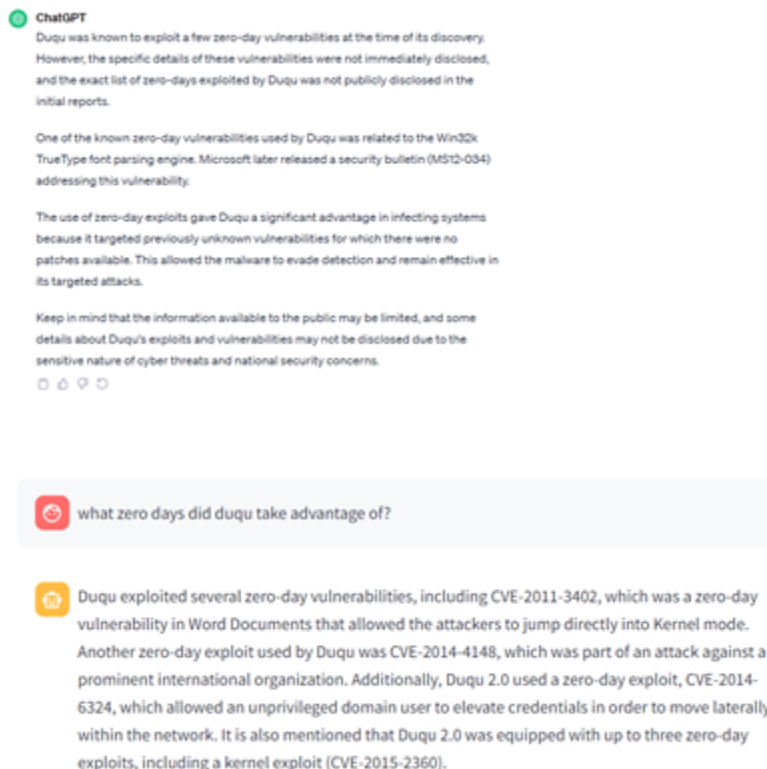 ChatGPT
Duqu was known to exploit a few zero-day vulnerabilities at the time of its discovery.
However, the specific details of these vulnerabilities were not immediately disclosed,
and the exact list of zero-days exploited by Duqu was not publicly disclosed in the
initial reports.
One of the known zero-day vulnerabilities used by Duqu was related to the Win32k
TrueType font parsing engine. Microsoft later released a security bulletin (MS12-034)
addressing this vulnerability.
The use of zero-day exploits gave Duqu a significant advantage in infecting systems
because it targeted previously unknown vulnerabilities for which there were no
patches available. This allowed the malware to evade detection and remain effective in
its targeted attacks.
Keep in mind that the information available to the public may be limited, and some
details about Duqu's exploits and vulnerabilities may not be disclosed due to the
sensitive nature of cyber threats and national security concerns.
what zero days did duqu take advantage of?
Duqu exploited several zero-day vulnerabilities, including CVE-2011-3402, which was a zero-day
vulnerability in Word Documents that allowed the attackers to jump directly into Kernel mode.
Another zero-day exploit used by Duqu was CVE-2014-4148, which was part of an attack against a
prominent international organization. Additionally, Duqu 2.0 used a zero-day exploit, CVE-2014-
6324, which allowed an unprivileged domain user to elevate credentials in order to move laterally
within the network. It is also mentioned that Duqu 2.0 was equipped with up to three zero-day
exploits, including a kernel exploit (CVE-2015-2360).